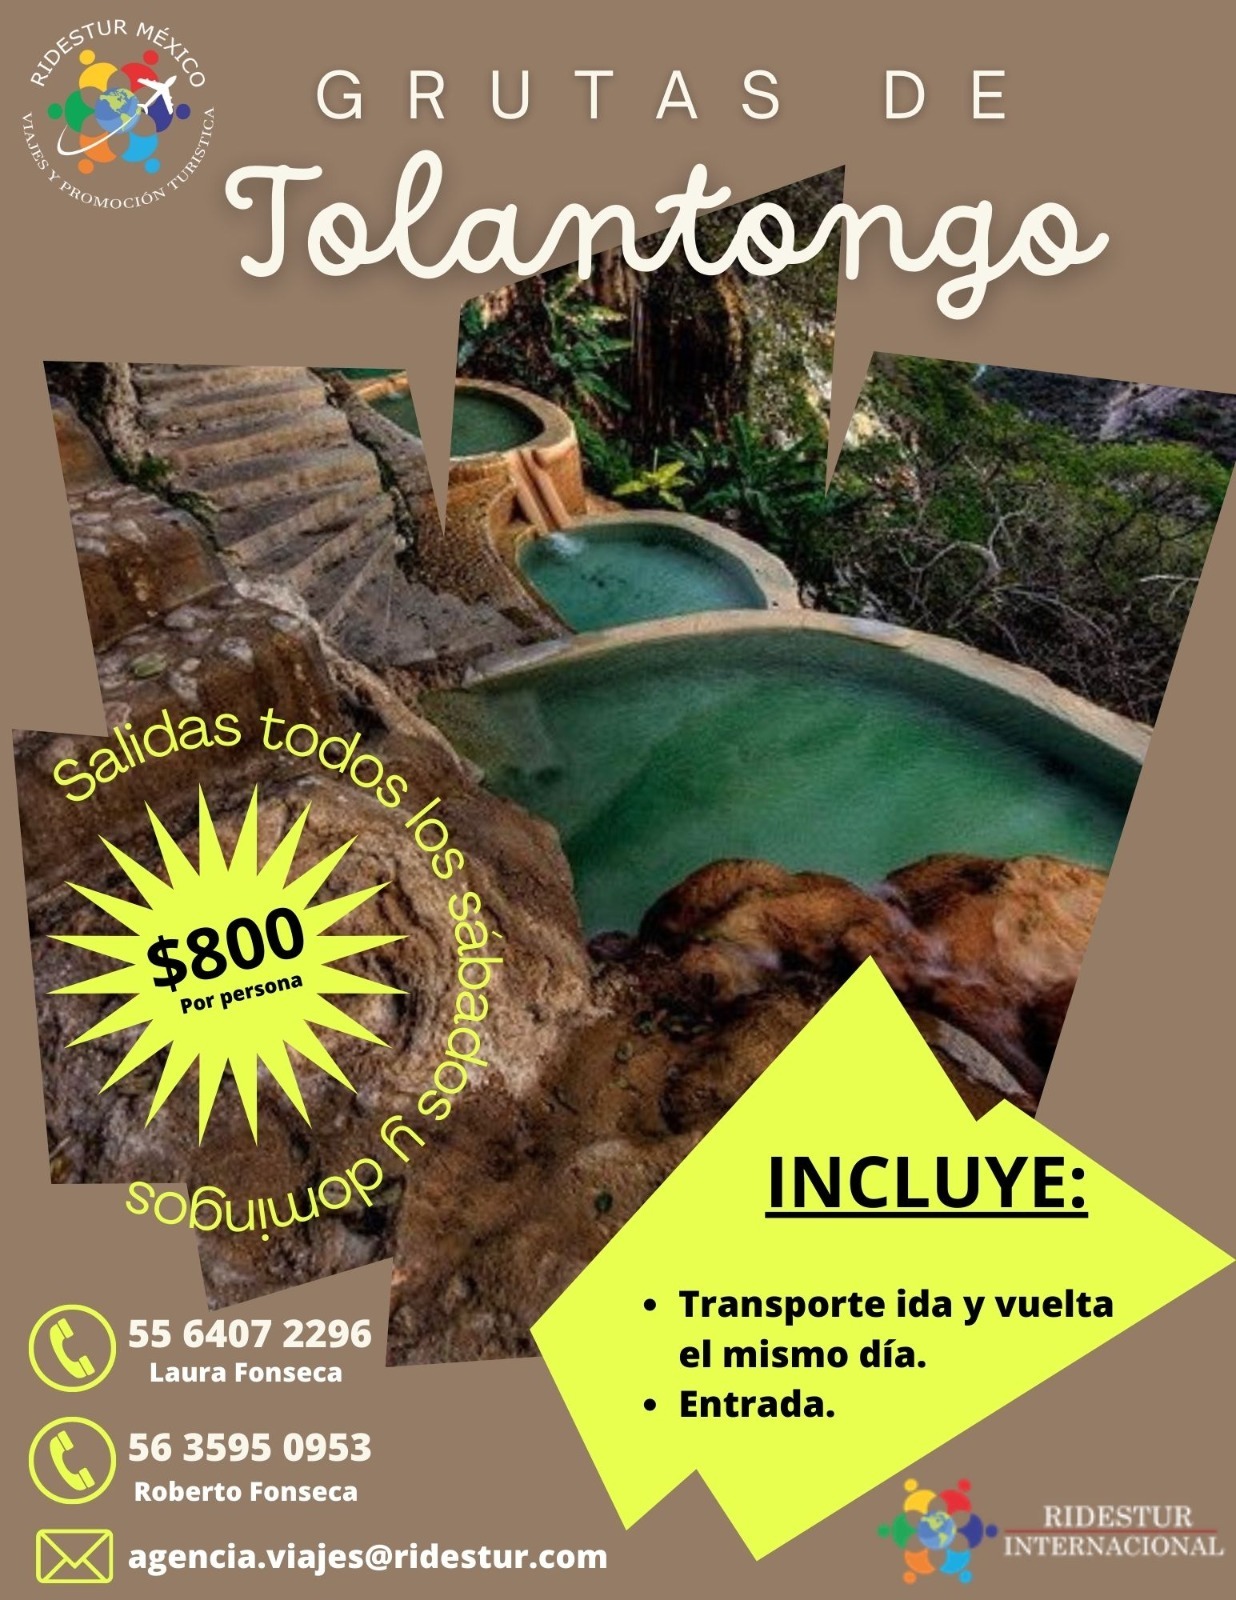 RIDESTUR MÉXICO
VIAJES Y PROMOCIÓN TURISTICA
GRUTAS DE
Tolantongo
Salidas todos los sábados y domingos
$800
Por persona
INCLUYE:
• Transporte ida y vuelta
el mismo día.
• Entrada.
55 6407 2296
Laura Fonseca
56 3595 0953
Roberto Fonseca
agencia.viajes@ridestur.com
RIDESTUR
INTERNACIONAL